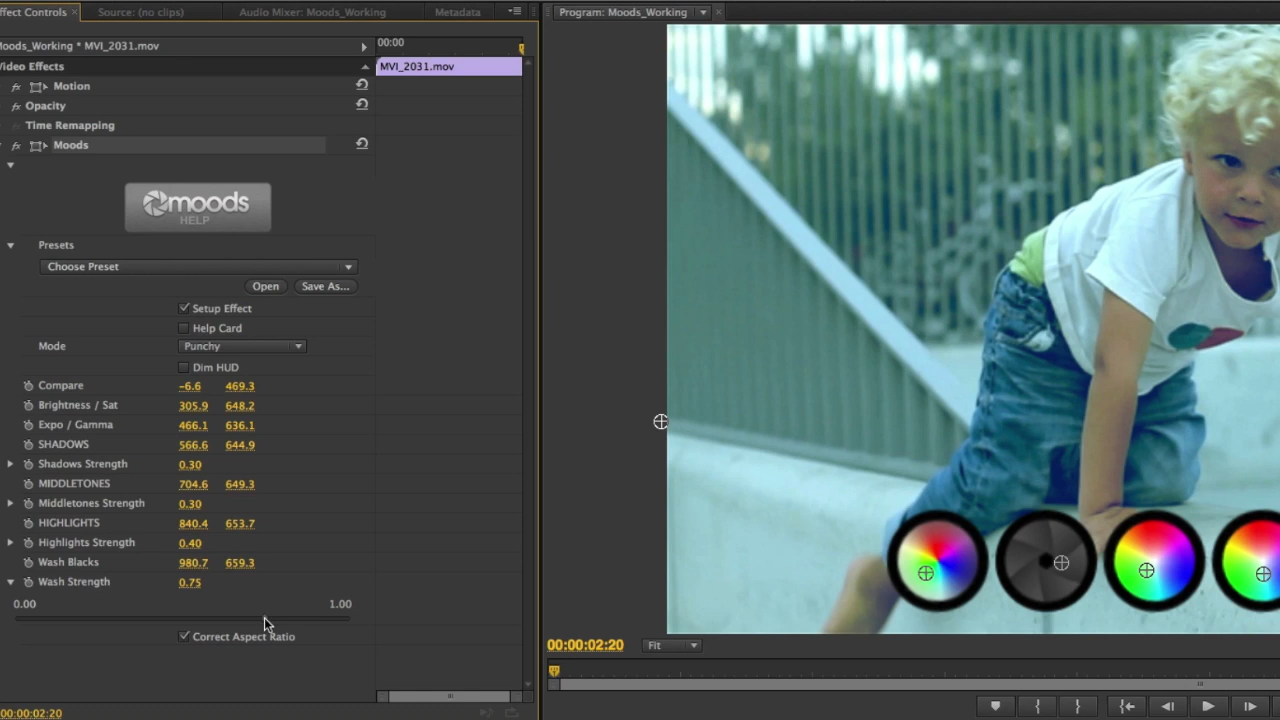 ffect Controls × Source: (no clips) Audio Mixer: Moods_Working Metadata
Program: Moods_Working ×
Moods_Working * MVI_2031.mov
00:00
Video Effects
MVI_2031.mov
fx Motion
fx Opacity
Time Remapping
fx Moods
moods
HELP
Presets
Choose Preset
Open Save As...
Setup Effect
Help Card
Mode Punchy
Dim HUD
Compare -6.6 469.3
Brightness / Sat 305.9 648.2
Expo / Gamma 466.1 636.1
SHADOWS 566.6 644.9
Shadows Strength 0.30
MIDDLETONES 704.6 649.3
Middletones Strength 0.30
HIGHLIGHTS 840.4 653.7
Highlights Strength 0.40
Wash Blacks 980.7 659.3
Wash Strength 0.75
0.00 1.00
Correct Aspect Ratio
00:00:02:20
00:00:02:20 Fit